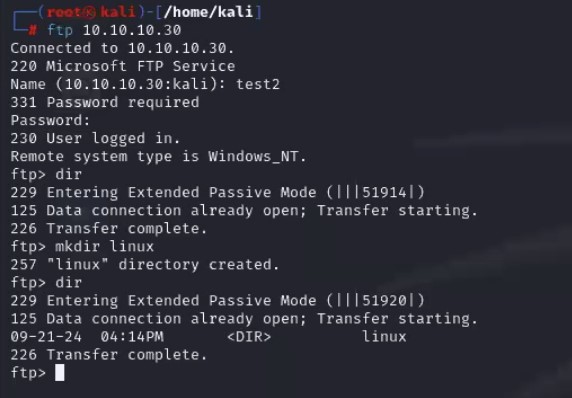 ┌──(root㉿kali)-[/home/kali]
└─# ftp 10.10.10.30
Connected to 10.10.10.30.
220 Microsoft FTP Service
Name (10.10.10.30:kali): test2
331 Password required
Password:
230 User logged in.
Remote system type is Windows_NT.
ftp> dir
229 Entering Extended Passive Mode (|||51914|)
125 Data connection already open; Transfer starting.
226 Transfer complete.
ftp> mkdir linux
257 "linux" directory created.
ftp> dir
229 Entering Extended Passive Mode (|||51920|)
125 Data connection already open; Transfer starting.
09-21-24  04:14PM       <DIR>          linux
226 Transfer complete.
ftp>